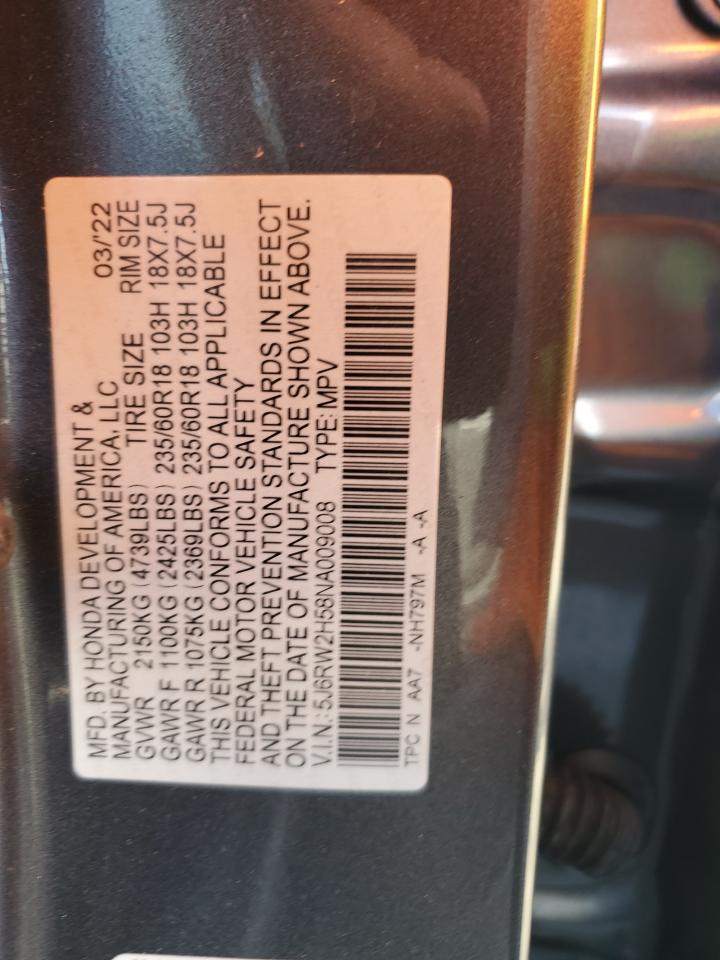 MFD. BY HONDA DEVELOPMENT & 03/'22
MANUFACTURING OF AMERICA, LLC
GVWR 2150KG (4739LBS) TIRE SIZE RIM SIZE
GAWR F 1100KG (2425LBS) 235/60R18 103H 18X7.5J
GAWR R 1075KG (2369LBS) 235/60R18 103H 18X7.5J
THIS VEHICLE CONFORMS TO ALL APPLICABLE
FEDERAL MOTOR VEHICLE SAFETY
AND THEFT PREVENTION STANDARDS IN EFFECT
ON THE DATE OF MANUFACTURE SHOWN ABOVE.
V.I.N.: 5J6RW2H58NA009008 TYPE: MPV
TPC N AA7 -NH797M -A -A